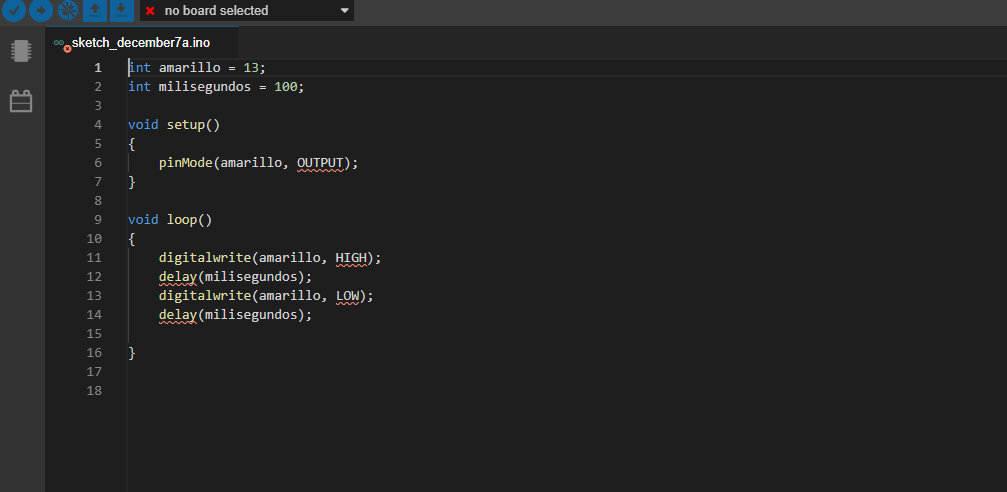 no board selected
sketch_december7a.ino
1 int amarillo = 13;
2 int milisegundos = 100;
3
4 void setup()
5 {
6     pinMode(amarillo, OUTPUT);
7 }
8
9 void loop()
10 {
11     digitalwrite(amarillo, HIGH);
12     delay(milisegundos);
13     digitalwrite(amarillo, LOW);
14     delay(milisegundos);
15
16 }
17
18